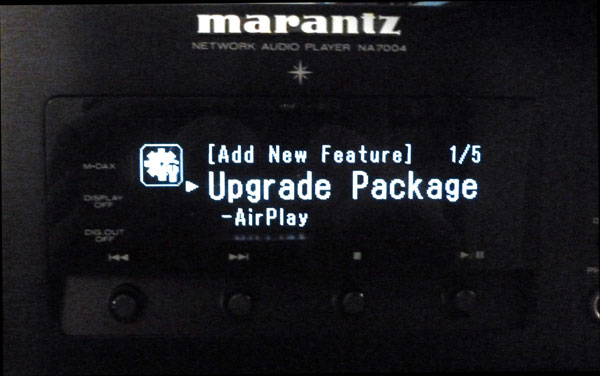 marantz
NETWORK AUDIO PLAYER NA7004
[Add New Feature] 1/5
Upgrade Package
-AirPlay
M-DAX
DISPLAY
OFF
DIG.OUT
OFF